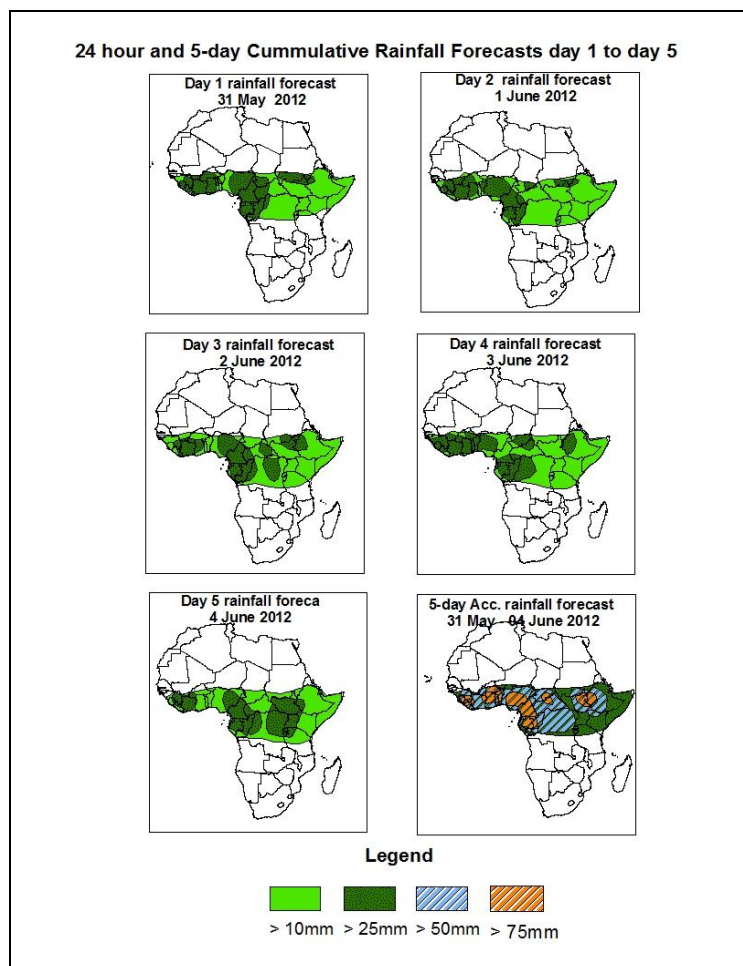 24 hour and 5-day Cummulative Rainfall Forecasts day 1 to day 5
Day 1 rainfall forecast
31 May 2012
Day 2 rainfall forecast
1 June 2012
Day 3 rainfall forecast
2 June 2012
Day 4 rainfall forecast
3 June 2012
Day 5 rainfall foreca
4 June 2012
5-day Acc. rainfall forecast
31 May - 04 June 2012
Legend
> 10mm > 25mm > 50mm > 75mm